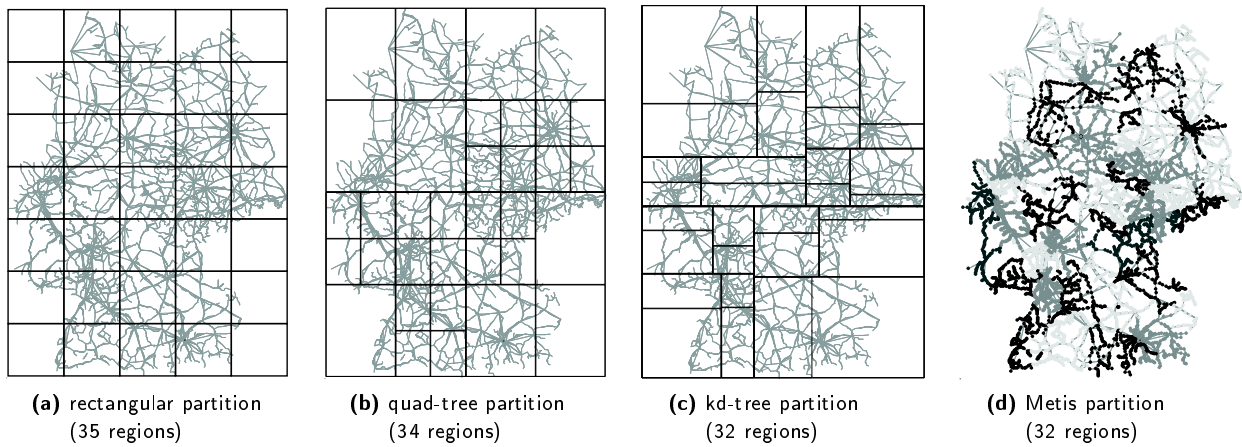 (a) rectangular partition
(35 regions)
(b) quad-tree partition
(34 regions)
(c) kd-tree partition
(32 regions)
(d) Metis partition
(32 regions)